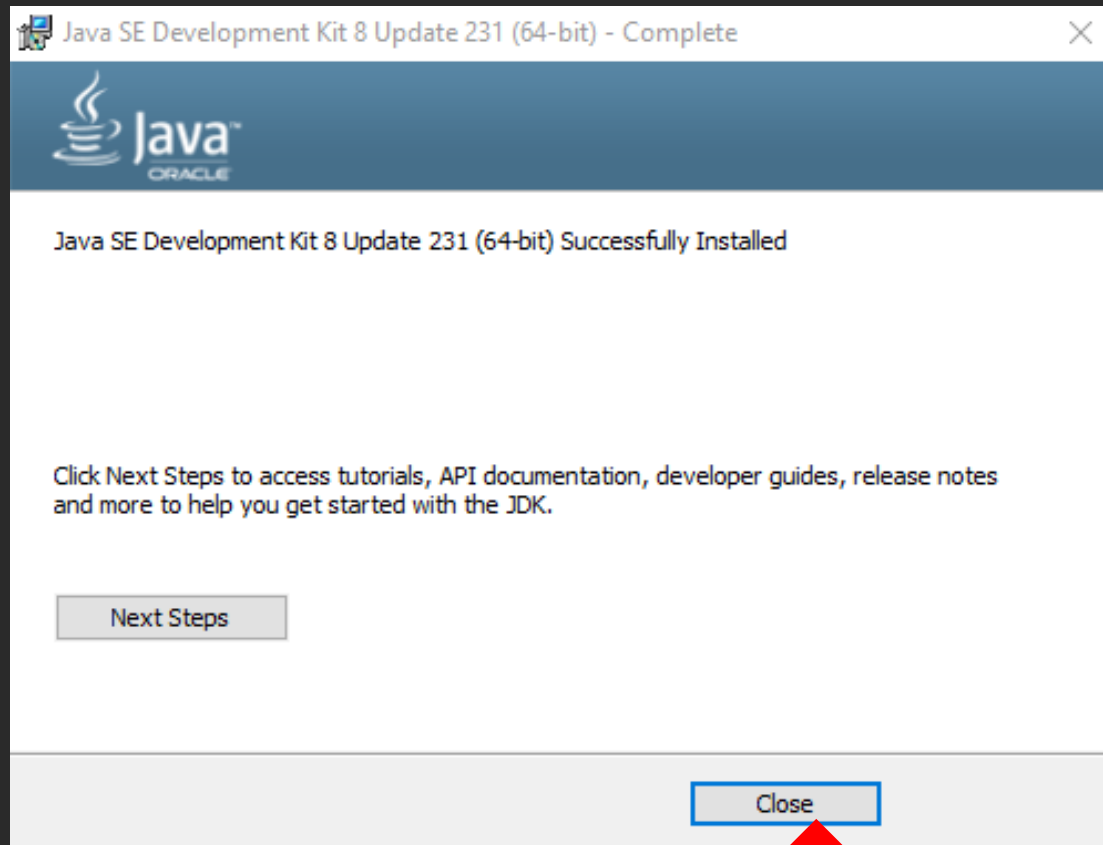 Java SE Development Kit 8 Update 231 (64-bit) - Complete
Java™
ORACLE
Java SE Development Kit 8 Update 231 (64-bit) Successfully Installed
Click Next Steps to access tutorials, API documentation, developer guides, release notes
and more to help you get started with the JDK.
Next Steps
Close